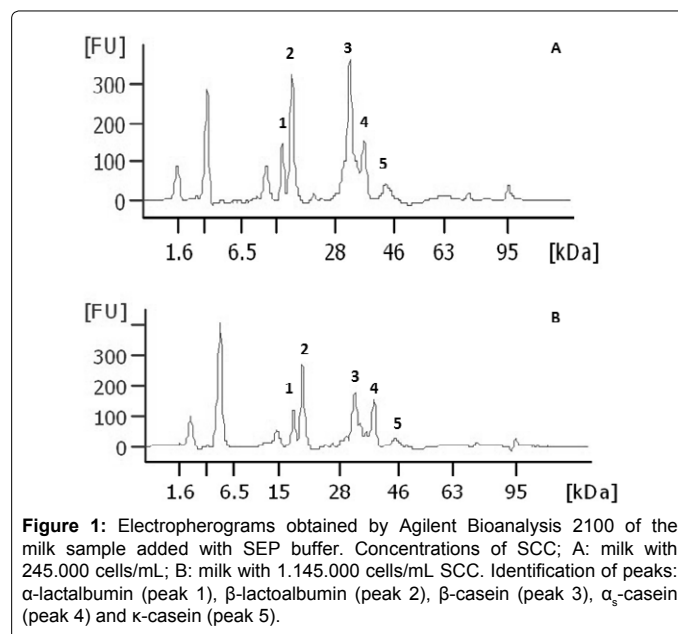 [FU]
A
300
200
100
0
1
2
3
4
5
1.6 6.5 28 46 63 95 [kDa]
[FU]
B
300
200
100
0
1
2
3
4
5
1.6 6.5 15 28 46 63 95 [kDa]
Figure 1: Electropherograms obtained by Agilent Bioanalysis 2100 of the
milk sample added with SEP buffer. Concentrations of SCC; A: milk with
245.000 cells/mL; B: milk with 1.145.000 cells/mL SCC. Identification of peaks:
α-lactalbumin (peak 1), β-lactoalbumin (peak 2), β-casein (peak 3), αs-casein
(peak 4) and κ-casein (peak 5).